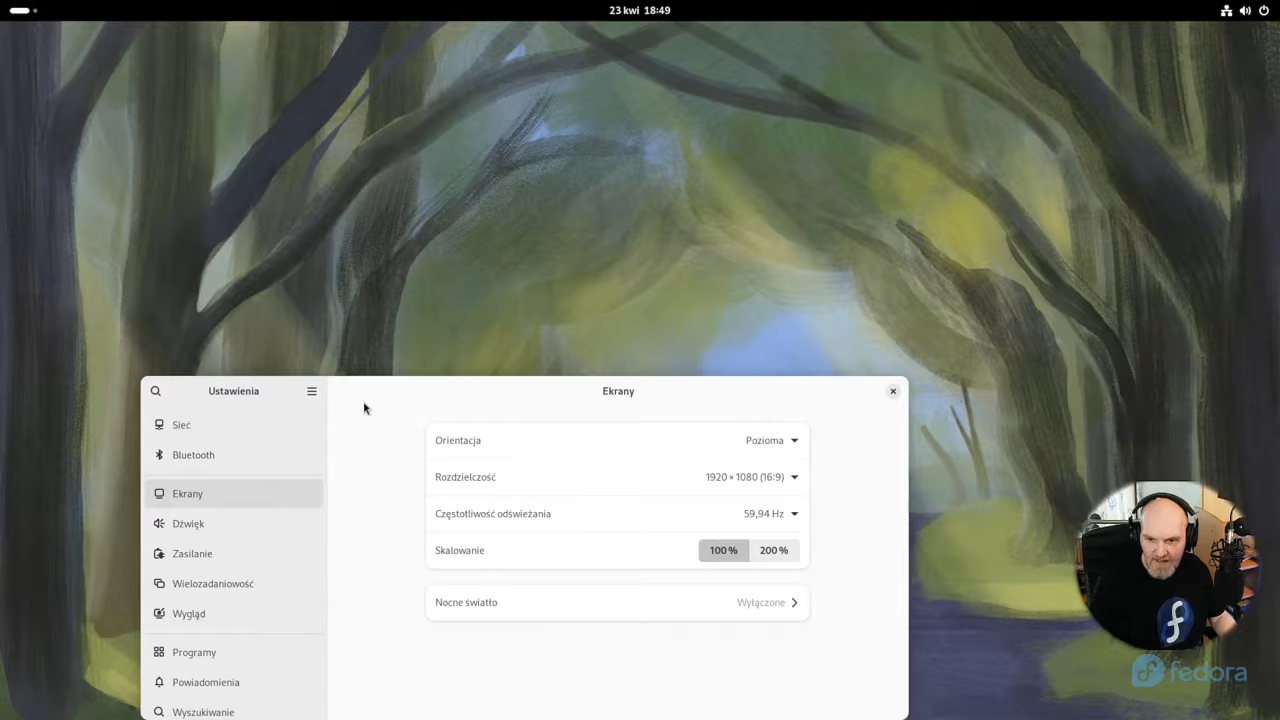 23 kwi 18:49
Ustawienia
Ekrany
Sieć
Bluetooth
Ekrany
Dźwięk
Zasilanie
Wielozadaniowość
Wygląd
Programy
Powiadomienia
Wyszukiwanie
Orientacja Pozioma
Rozdzielczość 1920 × 1080 (16:9)
Częstotliwość odświeżania 59,94 Hz
Skalowanie 100 % 200 %
Nocne światło Wyłączone
fedora